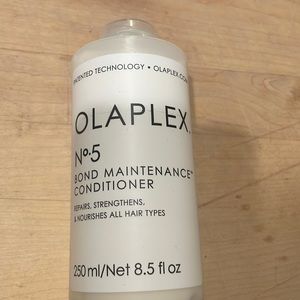 PATENTED TECHNOLOGY • OLAPLEX.COM
OLAPLEX.
Nº.5
BOND MAINTENANCE™
CONDITIONER
REPAIRS, STRENGTHENS,
& NOURISHES ALL HAIR TYPES
250 ml/Net 8.5 fl oz